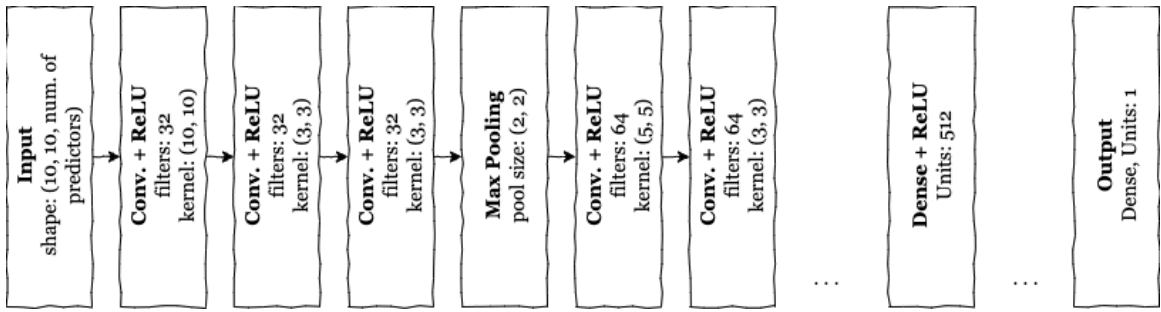 Input
shape: (10, 10, num. of
predictors)
Conv. + ReLU
filters: 32
kernel: (10, 10)
Conv. + ReLU
filters: 32
kernel: (3, 3)
Conv. + ReLU
filters: 32
kernel: (3, 3)
Max Pooling
pool size: (2, 2)
Conv. + ReLU
filters: 64
kernel: (5, 5)
Conv. + ReLU
filters: 64
kernel: (3, 3)
...
Dense + ReLU
Units: 512
...
Output
Dense, Units: 1